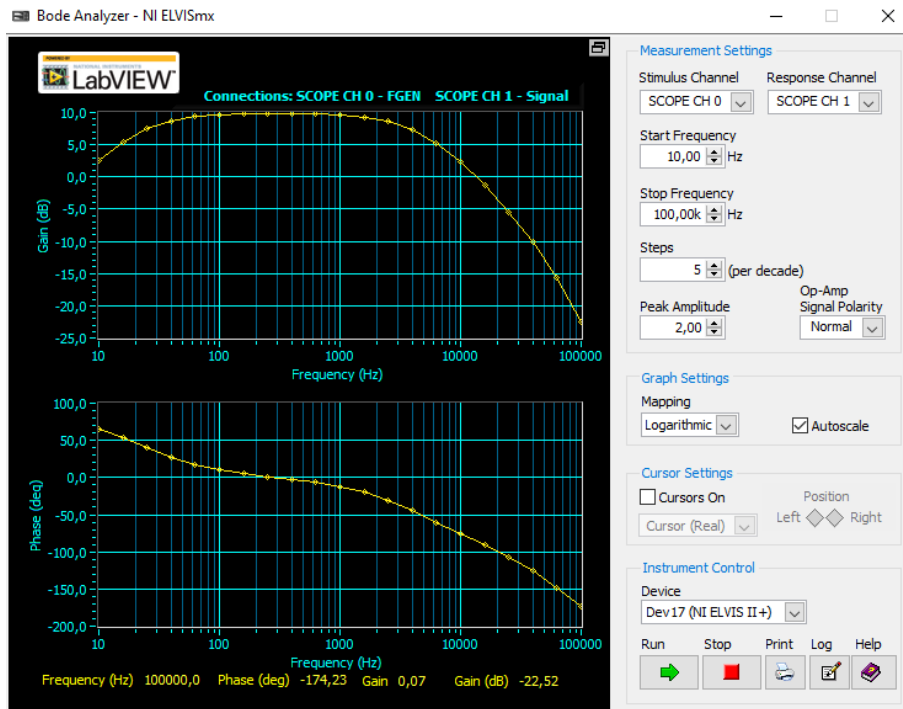 Bode Analyzer - NI ELVISmx
POWERED BY
NATIONAL INSTRUMENTS
LabVIEW™
Connections: SCOPE CH 0 - FGEN SCOPE CH 1 - Signal
10,0
5,0
0,0
-5,0
-10,0
-15,0
-20,0
-25,0
Gain (dB)
10 100 1000 10000 100000
Frequency (Hz)
100,0
50,0
0,0
-50,0
-100,0
-150,0
-200,0
Phase (deg)
10 100 1000 10000 100000
Frequency (Hz)
Frequency (Hz) 100000,0 Phase (deg) -174,23 Gain 0,07 Gain (dB) -22,52
Measurement Settings
Stimulus Channel Response Channel
SCOPE CH 0 SCOPE CH 1
Start Frequency
10,00 Hz
Stop Frequency
100,00k Hz
Steps
5 (per decade)
Peak Amplitude
2,00
Op-Amp
Signal Polarity
Normal
Graph Settings
Mapping
Logarithmic Autoscale
Cursor Settings
Cursors On Position
Cursor (Real) Left Right
Instrument Control
Device
Dev17 (NI ELVIS II+)
Run Stop Print Log Help